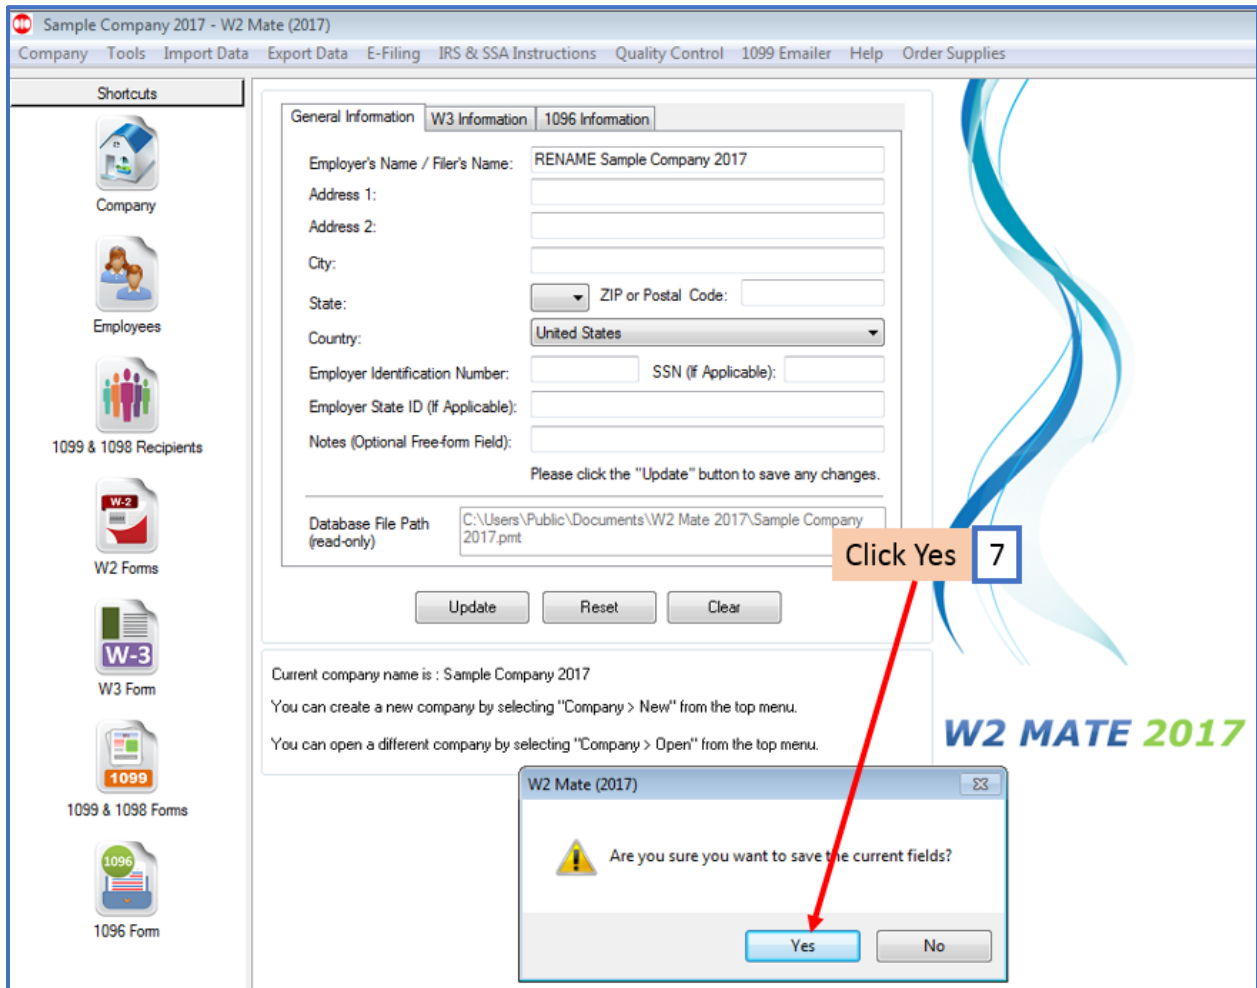 Sample Company 2017 - W2 Mate (2017)
Company Tools Import Data Export Data E-Filing IRS & SSA Instructions Quality Control 1099 Emailer Help Order Supplies
Shortcuts
Company
Employees
1099 & 1098 Recipients
W-2
W2 Forms
W-3
W3 Form
1099
1099 & 1098 Forms
1096
1096 Form
General Information W3 Information 1096 Information
Employer's Name / Filer's Name: RENAME Sample Company 2017
Address 1:
Address 2:
City:
State: ZIP or Postal Code:
Country: United States
Employer Identification Number: SSN (If Applicable):
Employer State ID (If Applicable):
Notes (Optional Free-form Field):
Please click the "Update" button to save any changes.
Database File Path
(read-only)
C:\Users\Public\Documents\W2 Mate 2017\Sample Company
2017.pmt
Click Yes 7
Update Reset Clear
Current company name is : Sample Company 2017
You can create a new company by selecting "Company > New" from the top menu.
You can open a different company by selecting "Company > Open" from the top menu.
W2 MATE 2017
W2 Mate (2017)
Are you sure you want to save the current fields?
Yes No